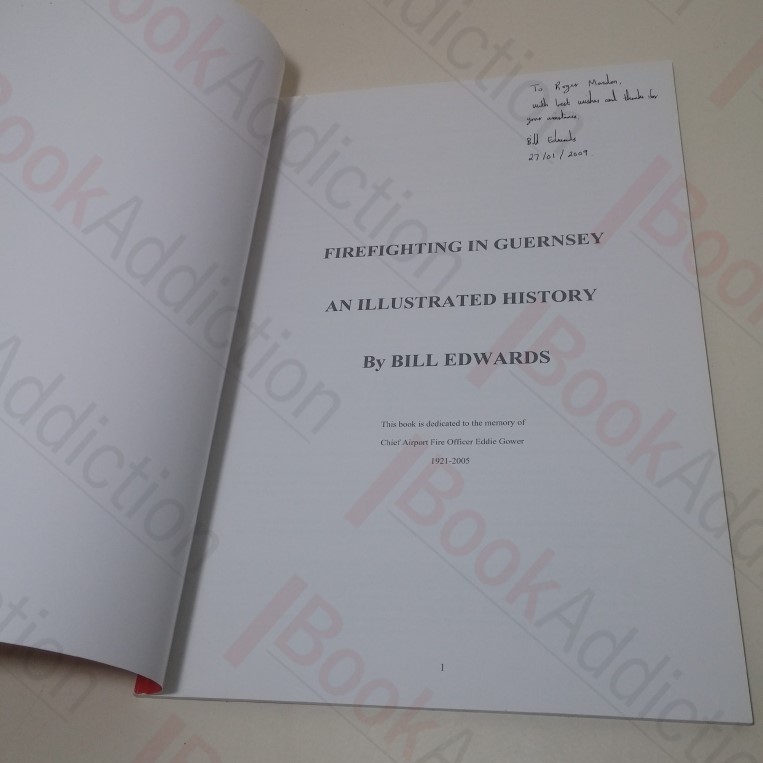 To Roger
with best wishes and thanks for
your assistance
Bill Edwards
27/01/2009
FIREFIGHTING IN GUERNSEY
AN ILLUSTRATED HISTORY
By BILL EDWARDS
This book is dedicated to the memory of
Chief Airport Fire Officer Eddie Gower
1921-2005
1
BookAddiction